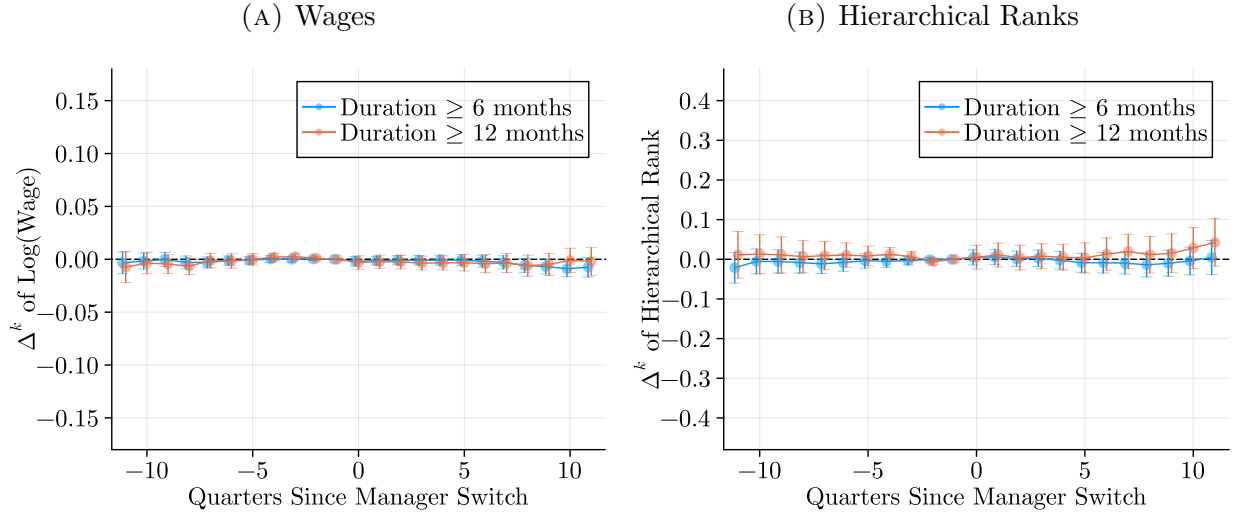 (A) Wages
Δ^k of Log(Wage)
0.15
0.10
0.05
0.00
−0.05
−0.10
−0.15
Duration ≥ 6 months
Duration ≥ 12 months
−10 −5 0 5 10
Quarters Since Manager Switch
(B) Hierarchical Ranks
Δ^k of Hierarchical Rank
0.4
0.3
0.2
0.1
0.0
−0.1
−0.2
−0.3
−0.4
Duration ≥ 6 months
Duration ≥ 12 months
−10 −5 0 5 10
Quarters Since Manager Switch